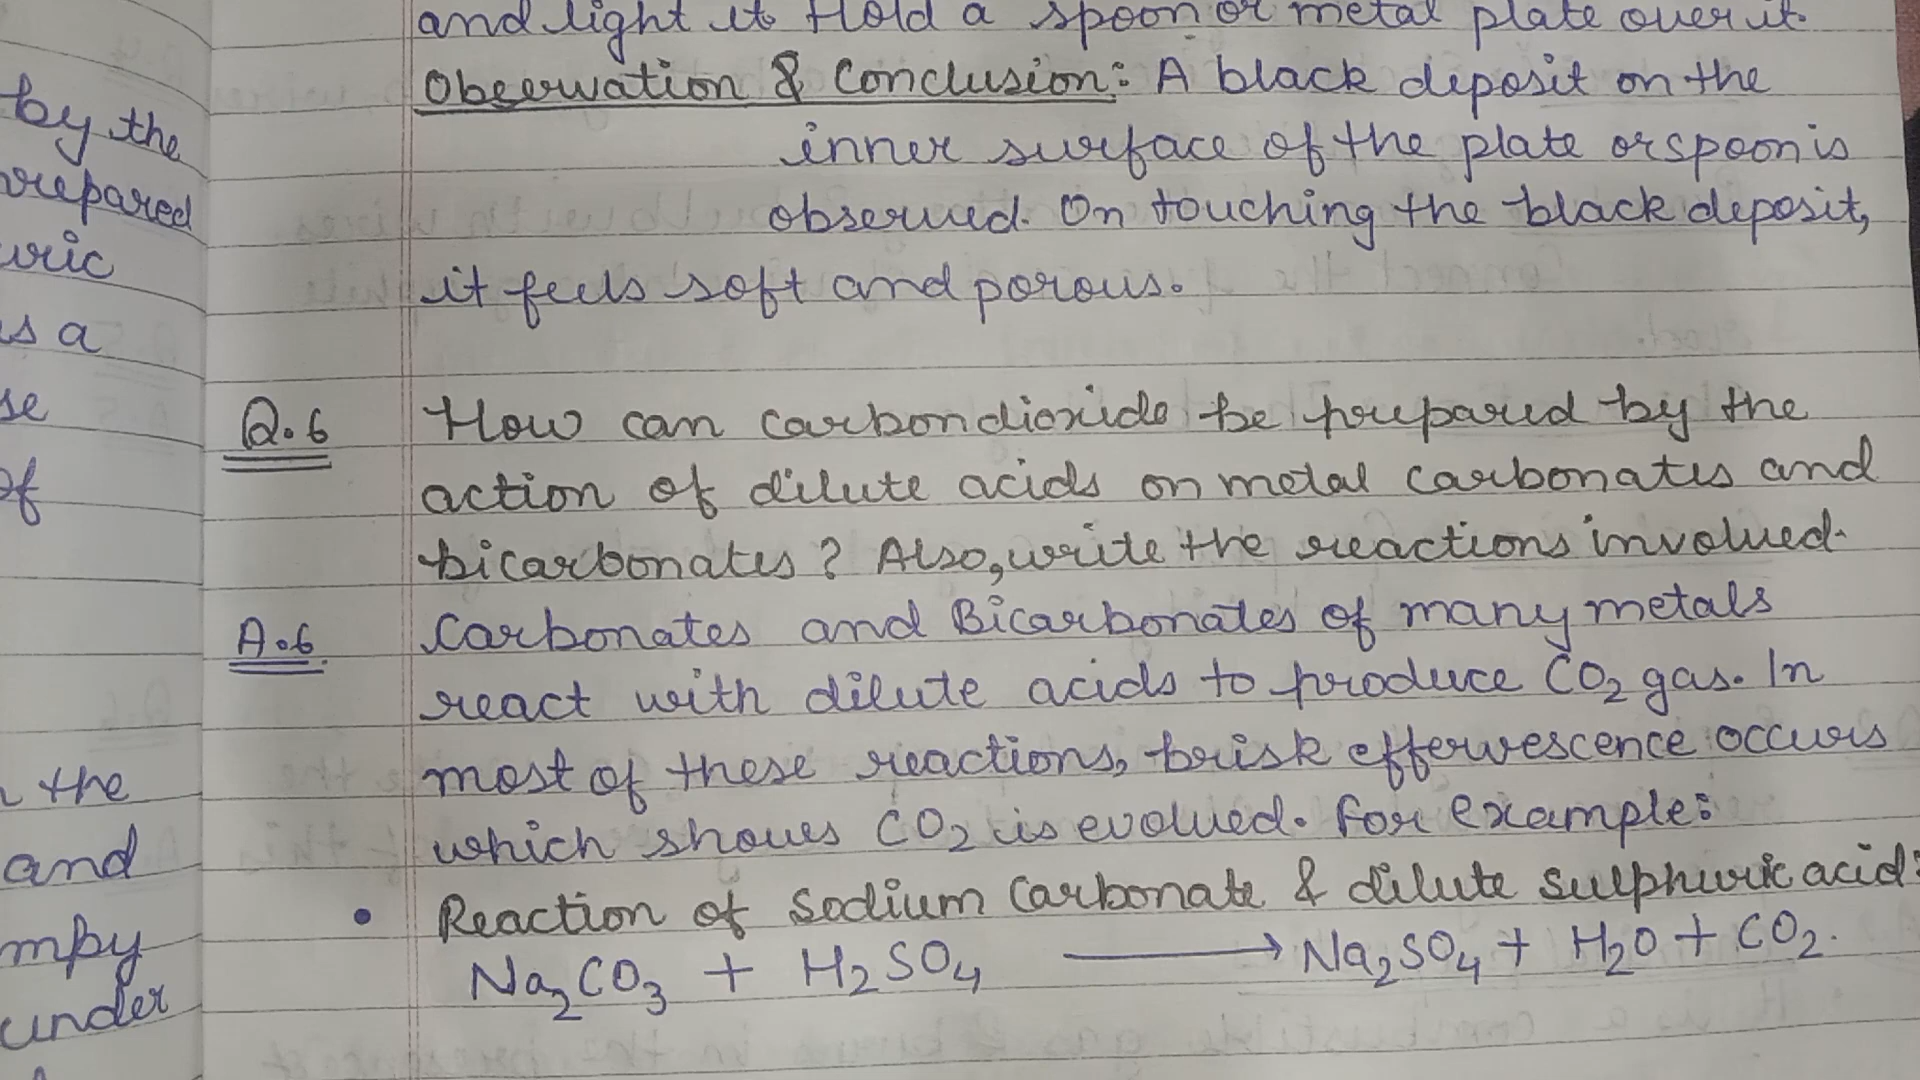 by the
repared
uric
is a
se
of
the
and
mpy
under
and light it Hold a spoon or metal plate over it.
Observation & Conclusion: A black deposit on the
inner surface of the plate or spoon is
observed. On touching the black deposit,
it feels soft and porous.
Q.6 How can carbondioxide be prepared by the
action of dilute acids on metal carbonates and
bicarbonates? Also, write the reactions involved.
A.6 Carbonates and Bicarbonates of many metals
react with dilute acids to produce CO₂ gas. In
most of these reactions, brisk effervescence occurs
which shows CO₂ is evolved. For example:
• Reaction of Sodium Carbonate & dilute sulphuric acid:
Na₂CO₃ + H₂SO₄ ⟶ Na₂SO₄ + H₂O + CO₂.